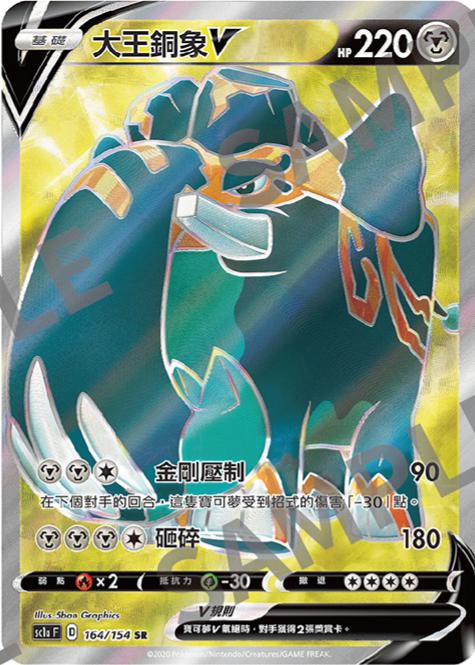 基礎 大王銅象V HP 220
SAMPLE
SAMPLE
SAMPLE
金剛壓制 90
在下個對手的回合,這隻寶可夢受到招式的傷害「-30」點。
砸碎 180
弱點 ×2 抵抗力 -30 撤退
Illus. 5ban Graphics
V規則
sc1a F D 164/154 SR
寶可夢V氣絕時,對手獲得2張獎賞卡。
©2020 Pokémon/Nintendo/Creatures/GAME FREAK.